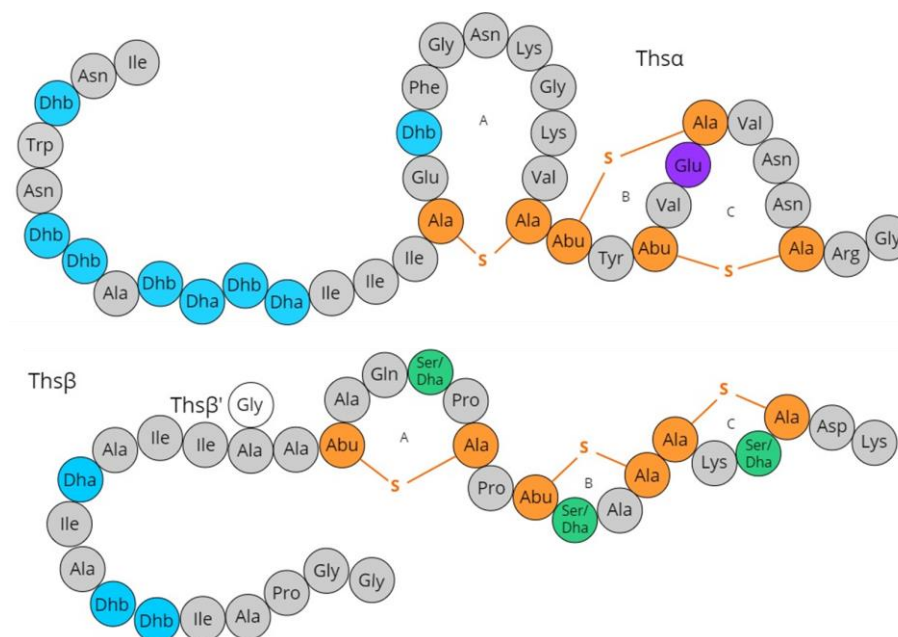 Thsα
Ile
Asn
Dhb
Trp
Asn
Dhb
Dhb
Ala
Dhb
Dha
Dhb
Dha
Ile
Ile
Ile
Ala
Glu
Dhb
Phe
Gly
Asn
Lys
Gly
Lys
Val
Ala
A
S
Abu
Tyr
Abu
Val
Glu
Ala
S
B
Val
Asn
Asn
Ala
C
S
Arg
Gly
Thsβ
Thsβ'
Gly
Gly
Gly
Pro
Ala
Ile
Dhb
Dhb
Ala
Ile
Dha
Ala
Ile
Ile
Ala
Ala
Abu
Ala
Gln
Ser/
Dha
Pro
Ala
A
S
Pro
Abu
Ser/
Dha
Ala
Ala
S
B
Ala
Lys
Ser/
Dha
Ala
S
C
Asp
Lys